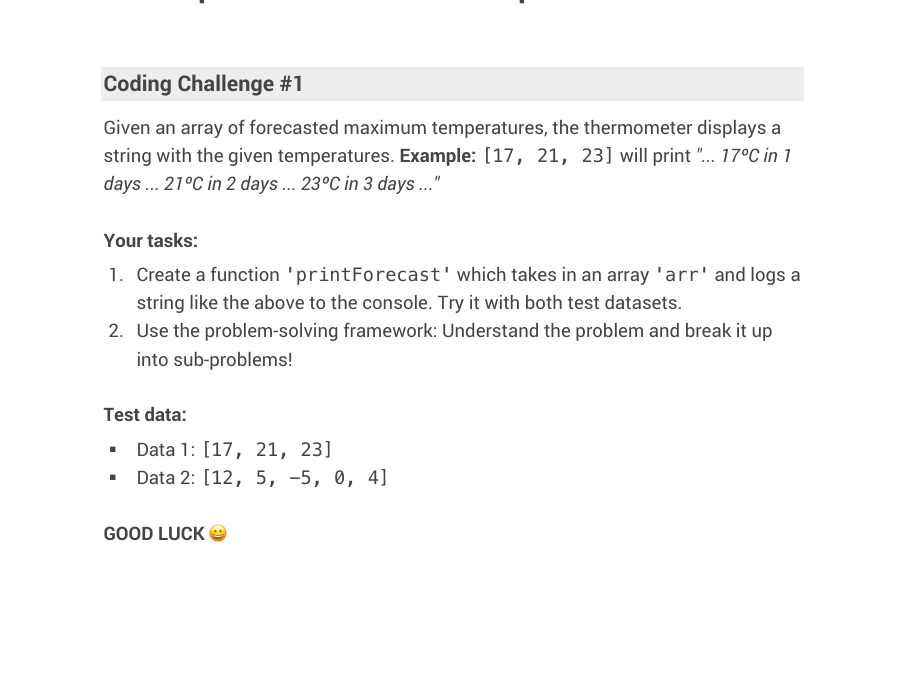 Coding Challenge #1
Given an array of forecasted maximum temperatures, the thermometer displays a
string with the given temperatures. Example: [17, 21, 23] will print "... 17ºC in 1
days ... 21ºC in 2 days ... 23ºC in 3 days ..."
Your tasks:
1. Create a function 'printForecast' which takes in an array 'arr' and logs a
string like the above to the console. Try it with both test datasets.
2. Use the problem-solving framework: Understand the problem and break it up
into sub-problems!
Test data:
▪ Data 1: [17, 21, 23]
▪ Data 2: [12, 5, −5, 0, 4]
GOOD LUCK 😀